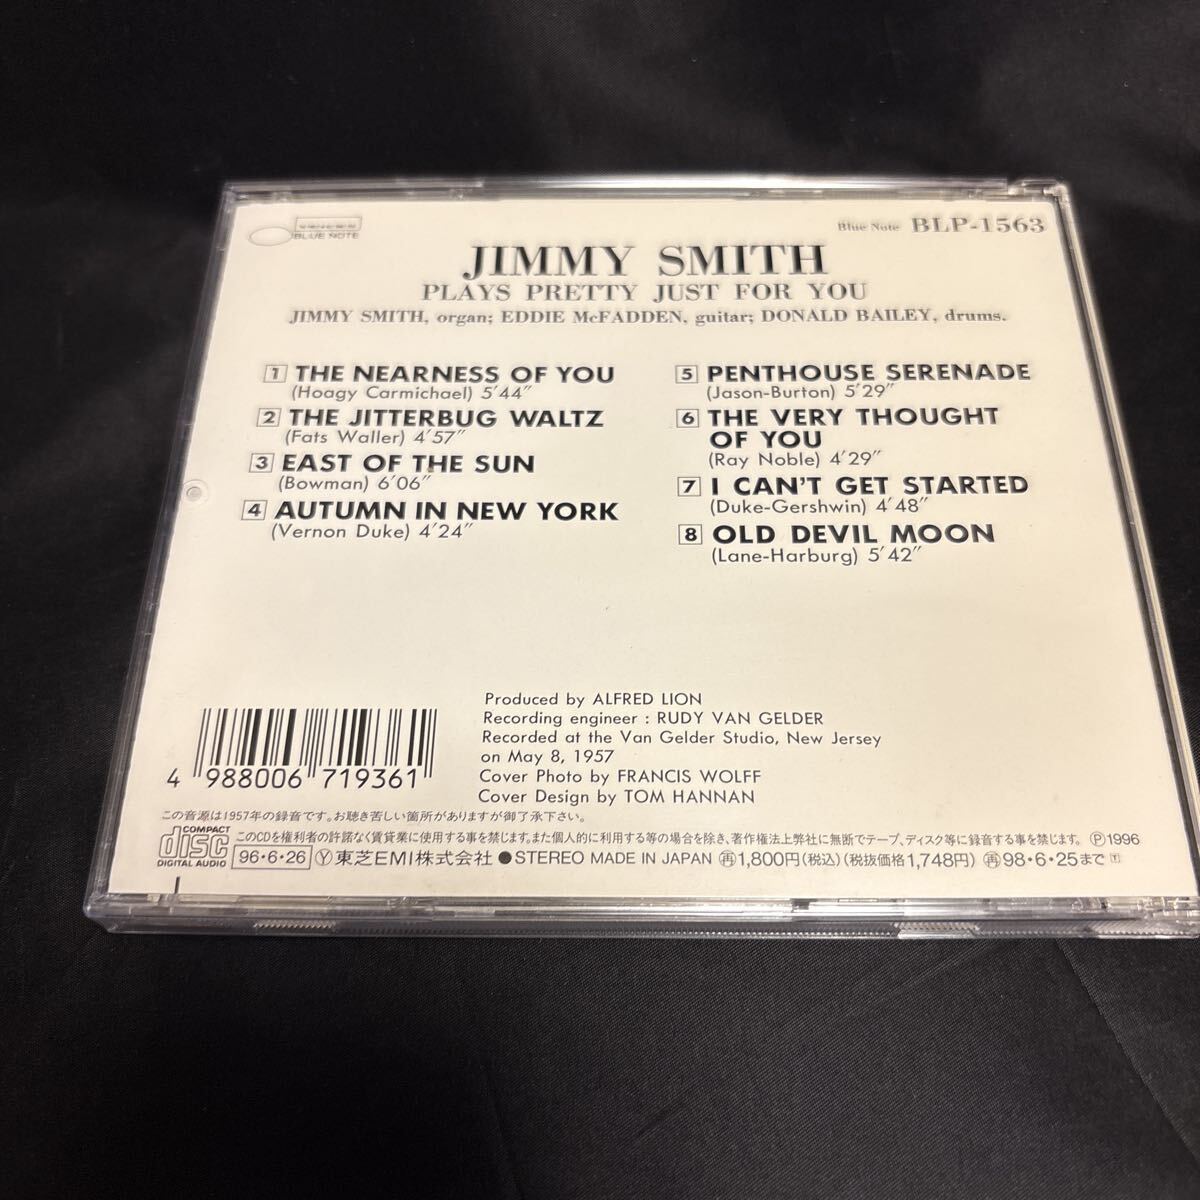 BLUE NOTE
Blue Note BLP-1563
JIMMY SMITH
PLAYS PRETTY JUST FOR YOU
JIMMY SMITH, organ; EDDIE McFADDEN, guitar; DONALD BAILEY, drums.
1 THE NEARNESS OF YOU
(Hoagy Carmichael) 5′44″
2 THE JITTERBUG WALTZ
(Fats Waller) 4′57″
3 EAST OF THE SUN
(Bowman) 6′06″
4 AUTUMN IN NEW YORK
(Vernon Duke) 4′24″
5 PENTHOUSE SERENADE
(Jason-Burton) 5′29″
6 THE VERY THOUGHT
OF YOU
(Ray Noble) 4′29″
7 I CAN'T GET STARTED
(Duke-Gershwin) 4′48″
8 OLD DEVIL MOON
(Lane-Harburg) 5′42″
Produced by ALFRED LION
Recording engineer : RUDY VAN GELDER
Recorded at the Van Gelder Studio, New Jersey
on May 8, 1957
Cover Photo by FRANCIS WOLFF
Cover Design by TOM HANNAN
4 988006 719361
この音源は1957年の録音です。お聴き苦しい箇所がありますが御了承下さい。
COMPACT disc DIGITAL AUDIO
このCDを権利者の許諾なく賃貸業に使用する事を禁じます。また個人的に利用する等の場合を除き、著作権法上弊社に無断でテープ、ディスク等に録音する事を禁じます。 Ⓟ1996
96・6・26 Ⓨ東芝EMI株式会社 ●STEREO MADE IN JAPAN ㊢1,800円(税込)(税抜価格1,748円) ㊢98・6・25まで